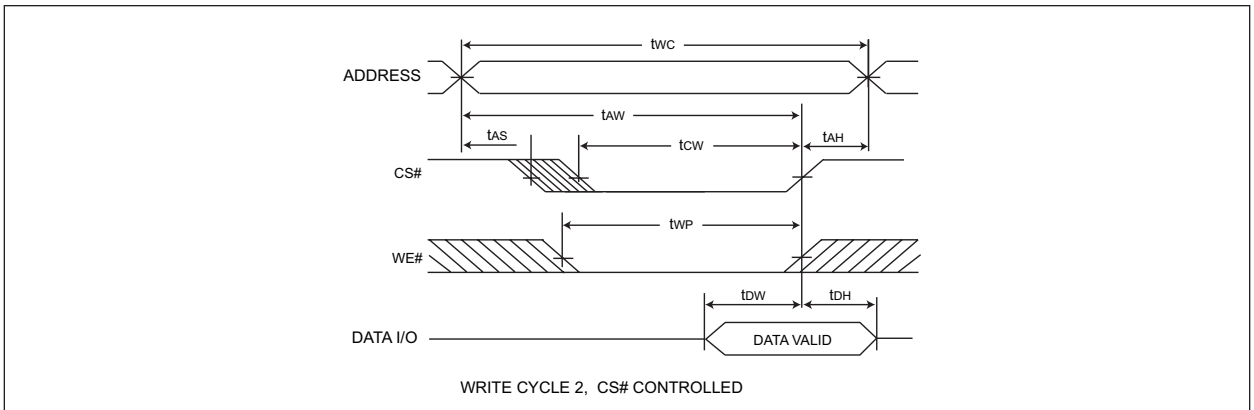 tWC
ADDRESS
tAW
tAS
tCW
tAH
CS#
tWP
WE#
tDW
tDH
DATA I/O
DATA VALID
WRITE CYCLE 2, CS# CONTROLLED